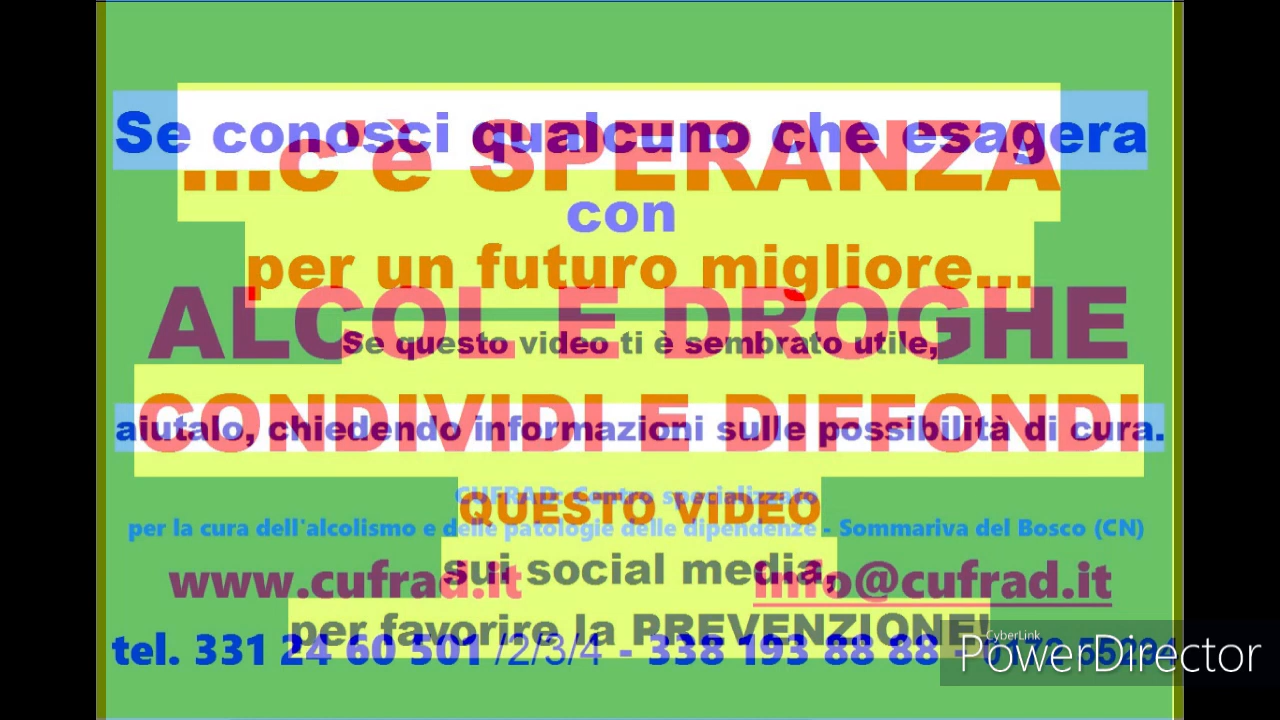 Se conosci qualcuno che esagera
...c'è SPERANZA
con
per un futuro migliore...
ALCOL E DROGHE
Se questo video ti è sembrato utile,
CONDIVIDI E DIFFONDI
aiutalo, chiedendo informazioni sulle possibilità di cura.
CUFRAD: Centro specializzato
QUESTO VIDEO
per la cura dell'alcolismo e delle patologie delle dipendenze - Sommariva del Bosco (CN)
sui social media,
www.cufrad.it info@cufrad.it
per favorire la PREVENZIONE!
tel. 331 24 60 501 /2/3/4 - 338 193 88 88 -
CyberLink
PowerDirector